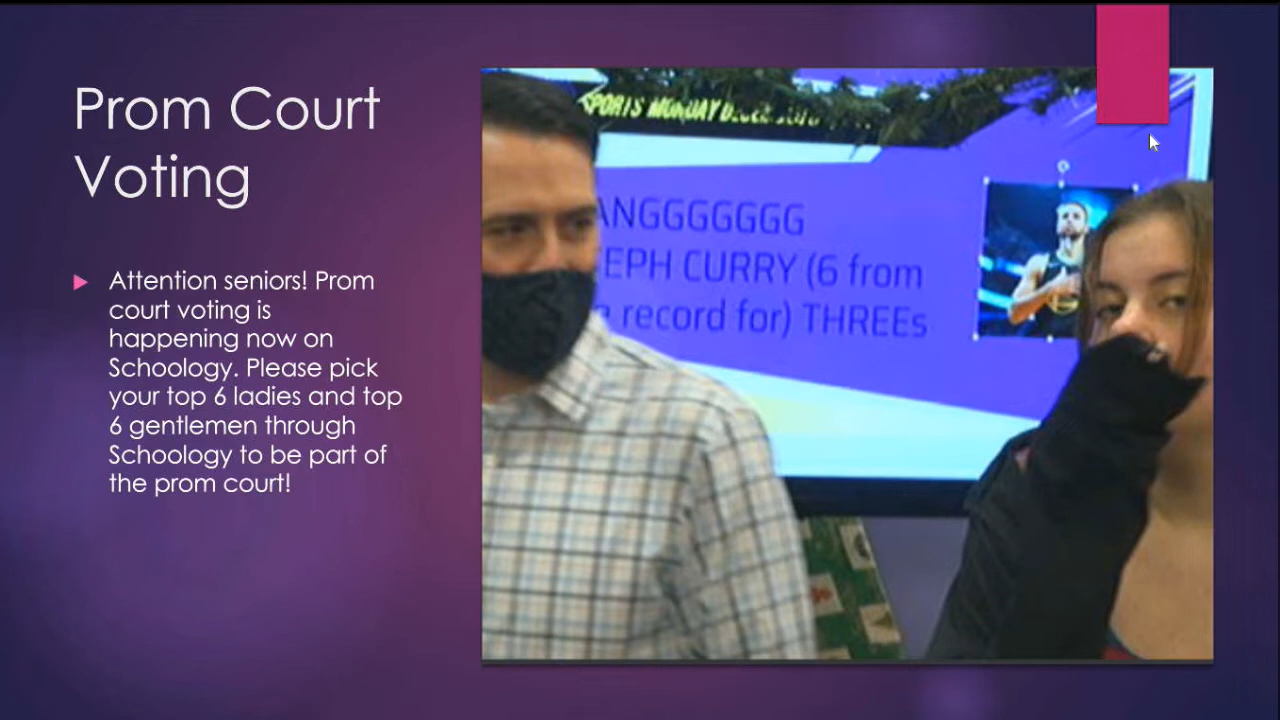 Prom Court
Voting
Attention seniors! Prom
court voting is
happening now on
Schoology. Please pick
your top 6 ladies and top
6 gentlemen through
Schoology to be part of
the prom court!
SPORTS MONDAY
ANGGGGGGG
EPH CURRY (6 from
record for) THREEs